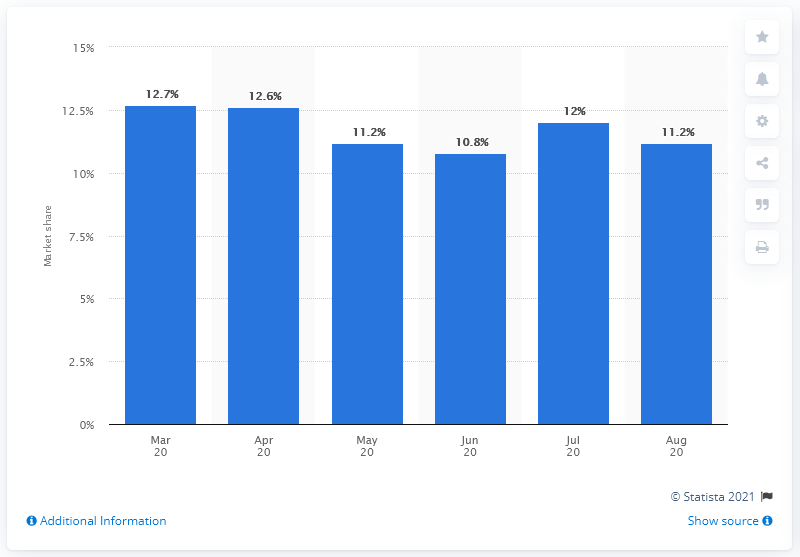 15%
12.5%
10%
7.5%
5%
2.5%
0%
Market share
12.7%
12.6%
11.2%
10.8%
12%
11.2%
Mar
20
Apr
20
May
20
Jun
20
Jul
20
Aug
20
© Statista 2021
Additional Information
Show source